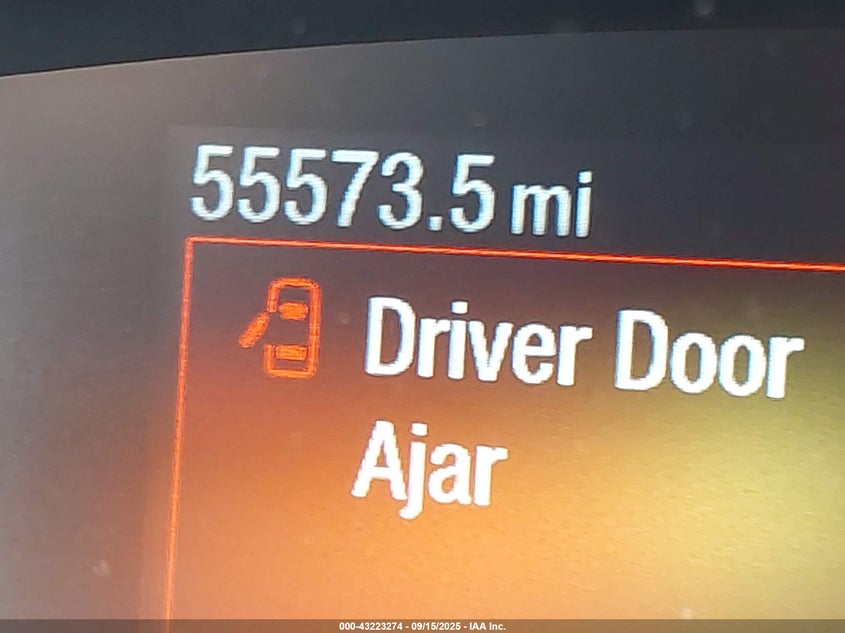 55573.5 mi
Driver Door
Ajar
000-43223274 - 09/15/2025 - IAA Inc.